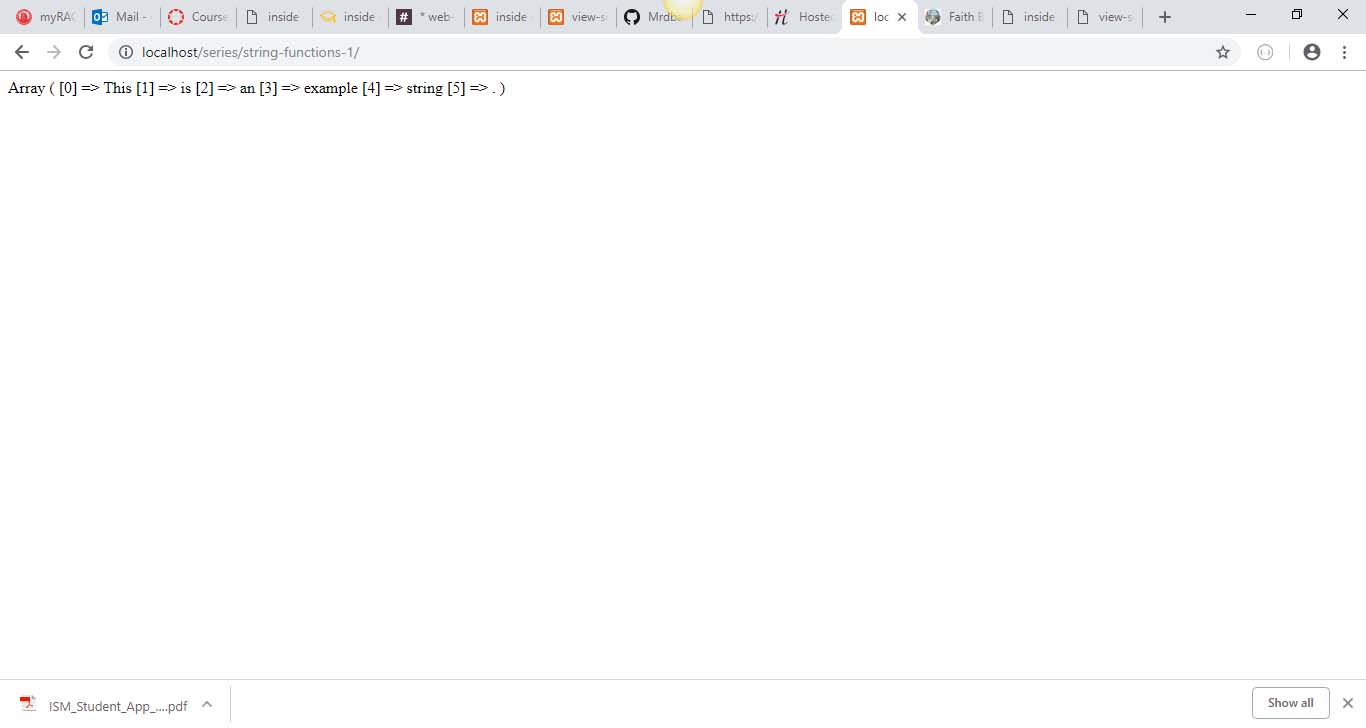 myRAC
Mail -
Course
inside
inside
* web-
inside
view-s
Mrdb
https:/
Hoste
loc
Faith B
inside
view-s
localhost/series/string-functions-1/
Array ( [0] => This [1] => is [2] => an [3] => example [4] => string [5] => . )
ISM_Student_App_....pdf
Show all